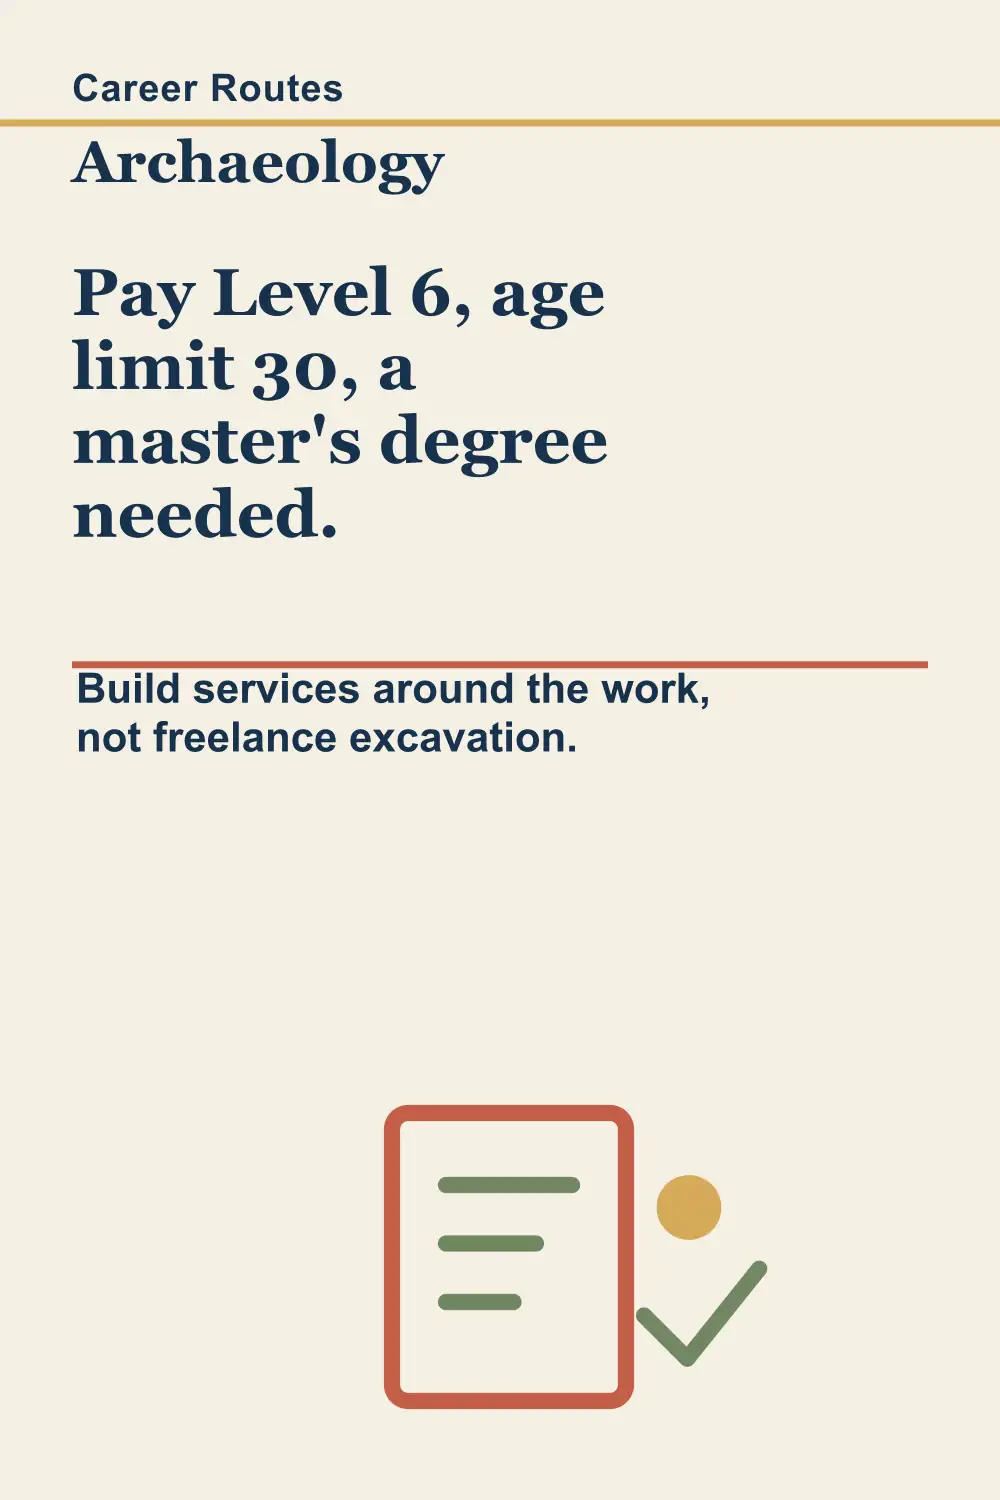 Career Routes
Archaeology
Pay Level 6, age
limit 30, a
master's degree
needed.
Build services around the work,
not freelance excavation.